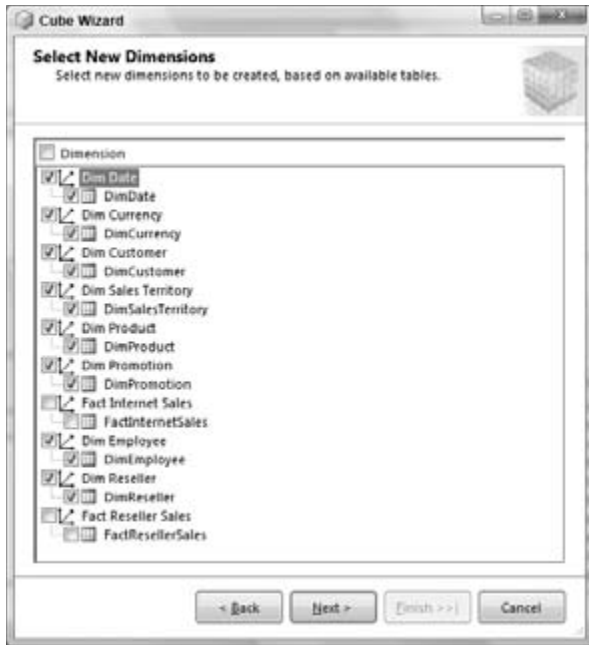 Cube Wizard
Select New Dimensions
Select new dimensions to be created, based on available tables.
Dimension
Dim Date
DimDate
Dim Currency
DimCurrency
Dim Customer
DimCustomer
Dim Sales Territory
DimSalesTerritory
Dim Product
DimProduct
Dim Promotion
DimPromotion
Fact Internet Sales
FactInternetSales
Dim Employee
DimEmployee
Dim Reseller
DimReseller
Fact Reseller Sales
FactResellerSales
< Back
Next >
Finish >>|
Cancel